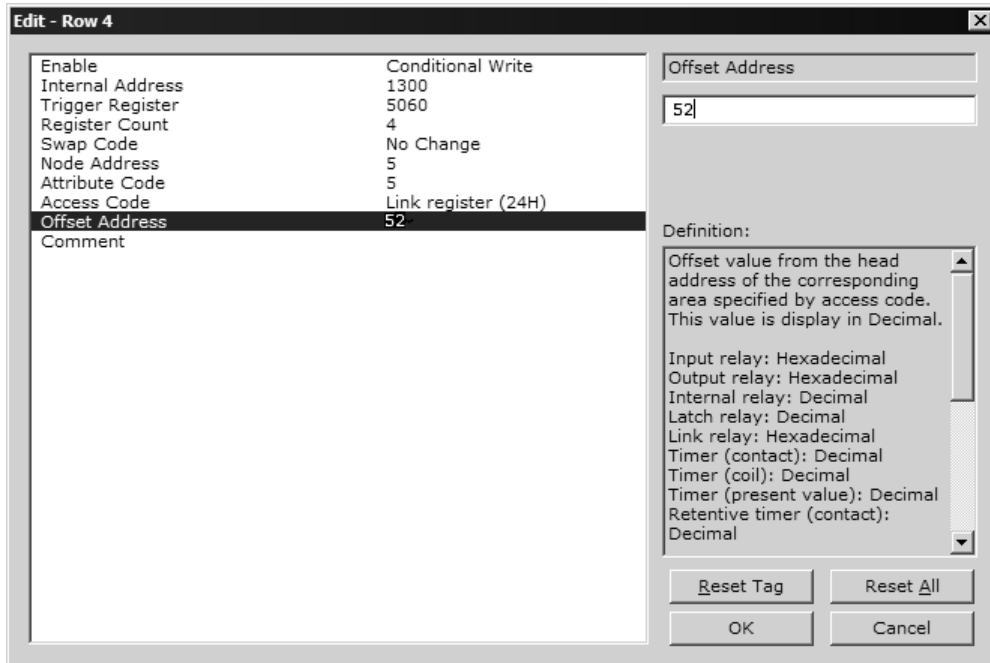 Edit - Row 4
Enable Conditional Write
Internal Address 1300
Trigger Register 5060
Register Count 4
Swap Code No Change
Node Address 5
Attribute Code 5
Access Code Link register (24H)
Offset Address 52
Comment
Offset Address
52
Definition:
Offset value from the head
address of the corresponding
area specified by access code.
This value is display in Decimal.
Input relay: Hexadecimal
Output relay: Hexadecimal
Internal relay: Decimal
Latch relay: Decimal
Link relay: Hexadecimal
Timer (contact): Decimal
Timer (coil): Decimal
Timer (present value): Decimal
Retentive timer (contact):
Decimal
Reset Tag Reset All
OK Cancel